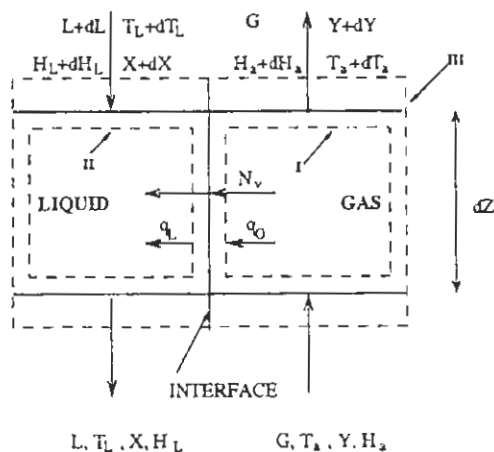 L+dL T_L+dT_L G Y+dY
H_L+dH_L X+dX H_a+dH_a T_a+dT_a
III
II I
N_v
LIQUID GAS dZ
q_L q_G
INTERFACE
L, T_L, X, H_L G, T_a, Y, H_a